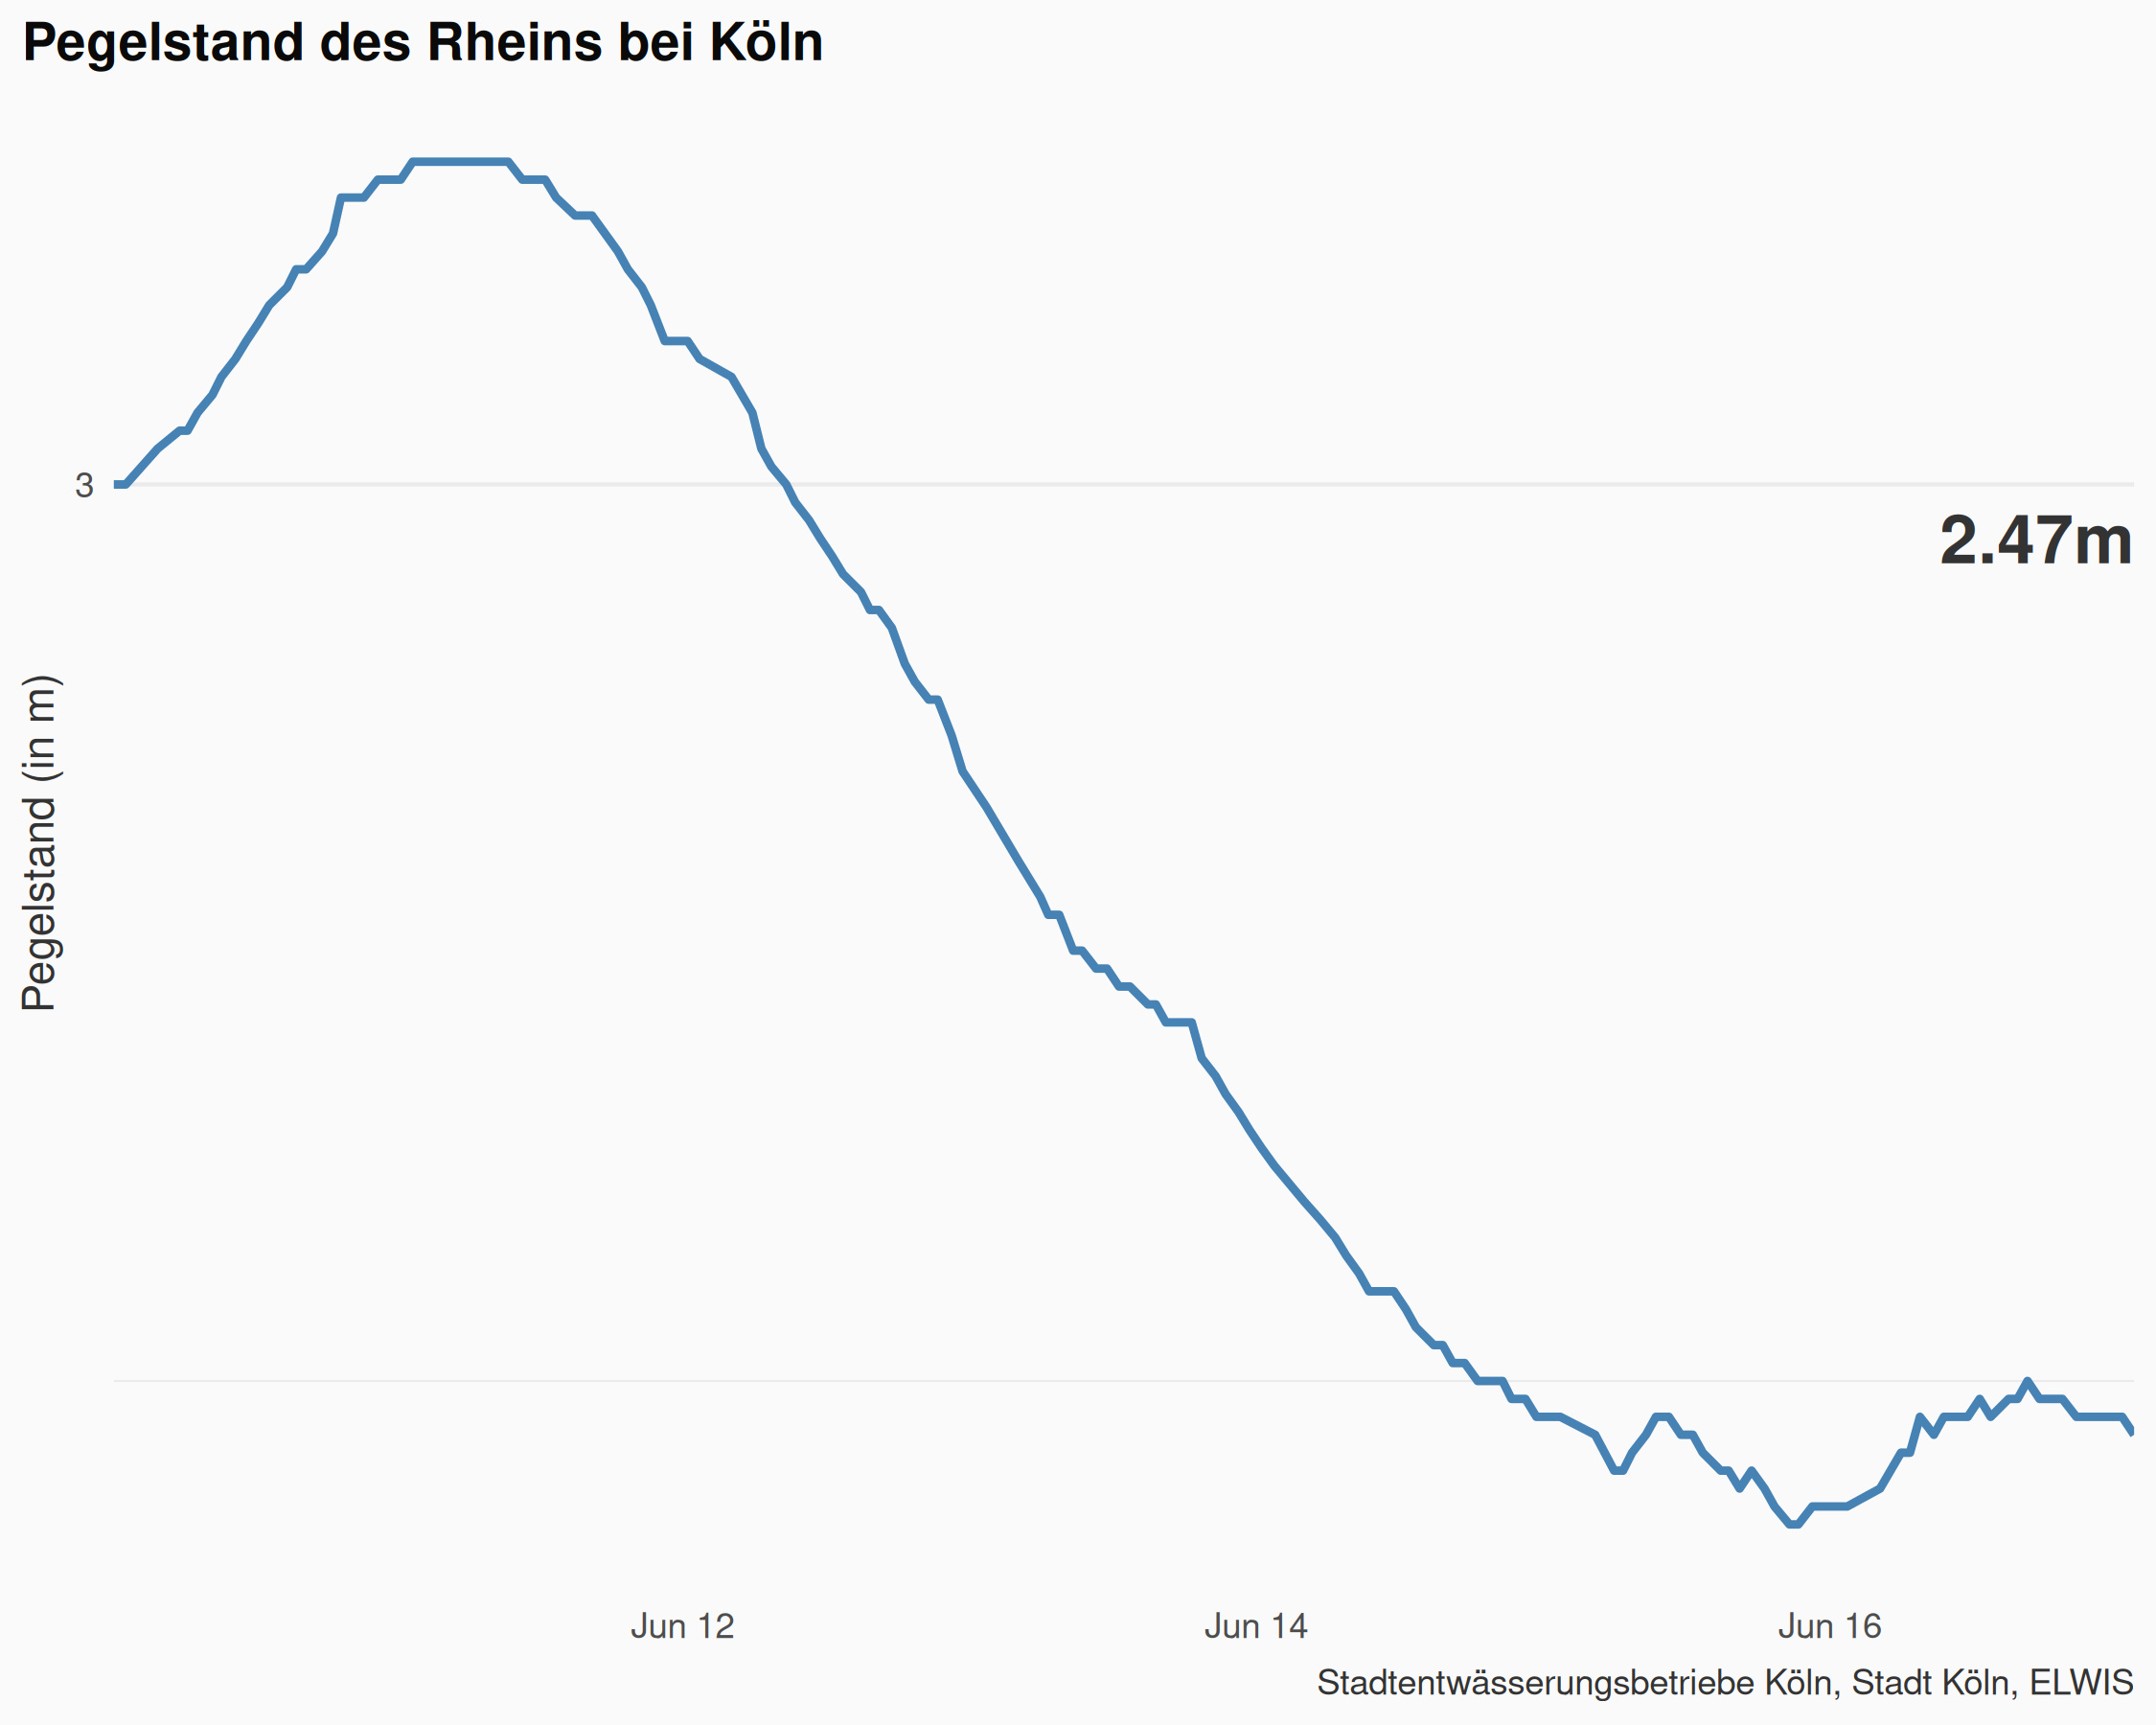 Pegelstand des Rheins bei Köln
3
2.47m
Pegelstand (in m)
Jun 12
Jun 14
Jun 16
Stadtentwässerungsbetriebe Köln, Stadt Köln, ELWIS